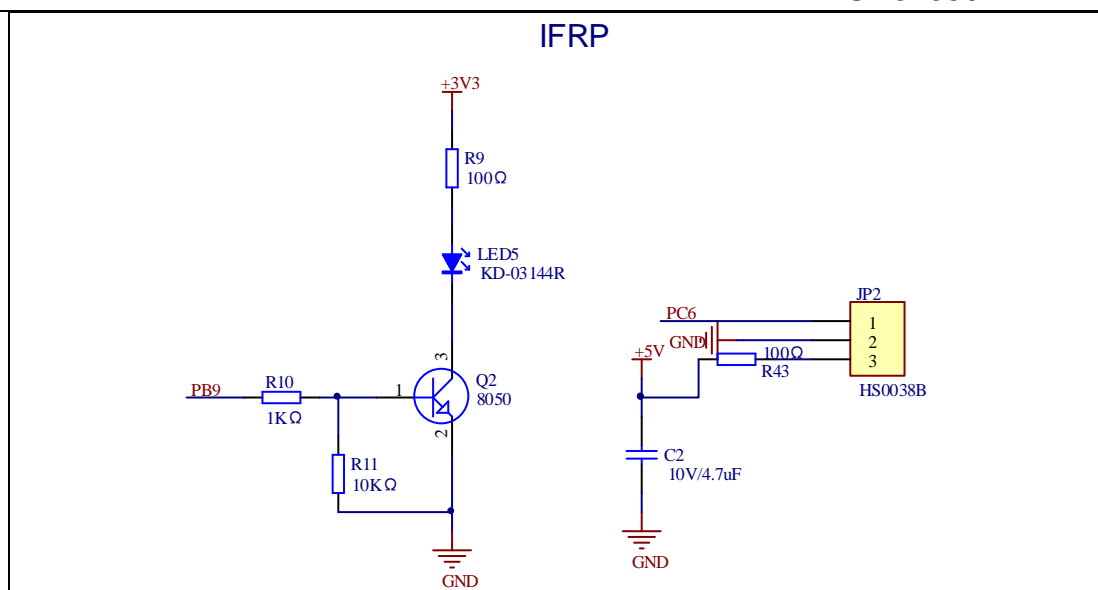 IFRP
+3V3
R9
100Ω
LED5
KD-03144R
JP2
PC6
1
GND
2
+5V
100Ω
3
R43
3
Q2
HS0038B
PB9
R10
1
8050
1KΩ
2
R11
C2
10KΩ
10V/4.7uF
GND
GND